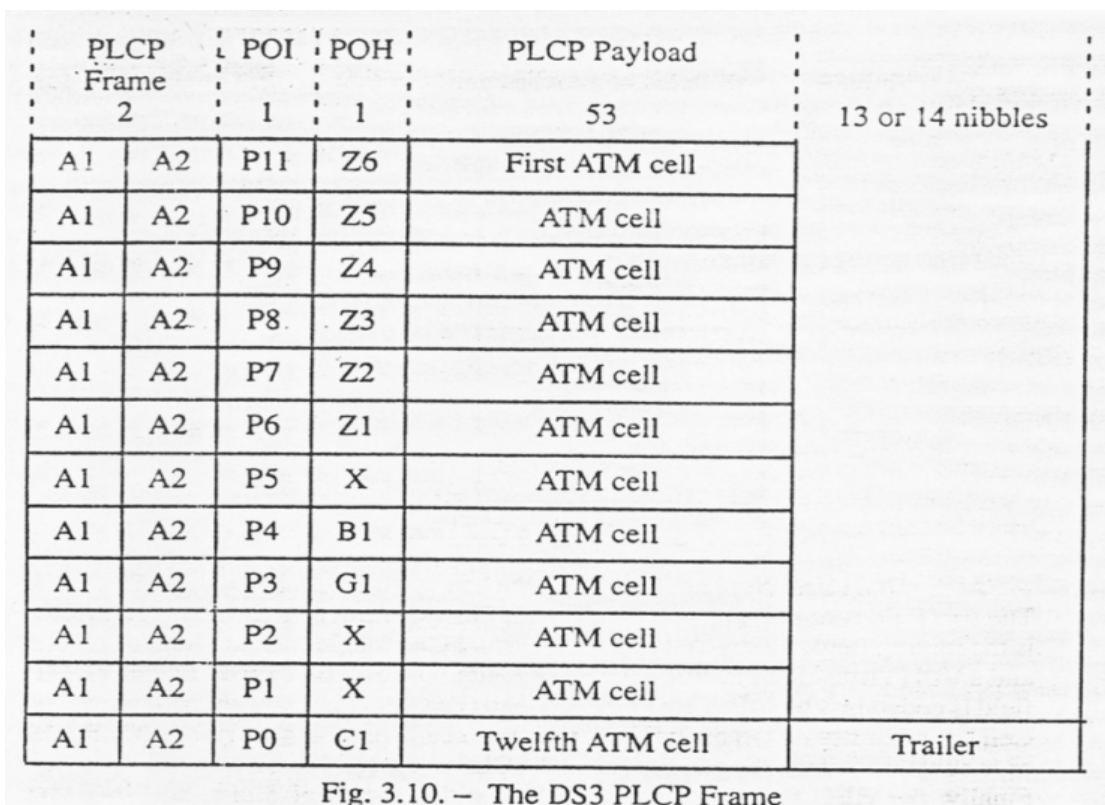 PLCP POI POH PLCP Payload
Frame
2 1 1 53 13 or 14 nibbles
A! A2 P11 Z6 First ATM cell
A1 A2 P10 Z5 ATM cell
A1 A2 P9 Z4 ATM cell
A1 A2 P8 Z3 ATM cell
A1 A2 P7 Z2 ATM cell
A1 A2 P6 Z1 ATM cell
A1 A2 P5 X ATM cell
A1 A2 P4 B1 ATM cell
A1 A2 P3 G1 ATM cell
A1 A2 P2 X ATM cell
A1 A2 P1 X ATM cell
A1 A2 P0 C1 Twelfth ATM cell Trailer
Fig. 3.10. – The DS3 PLCP Frame